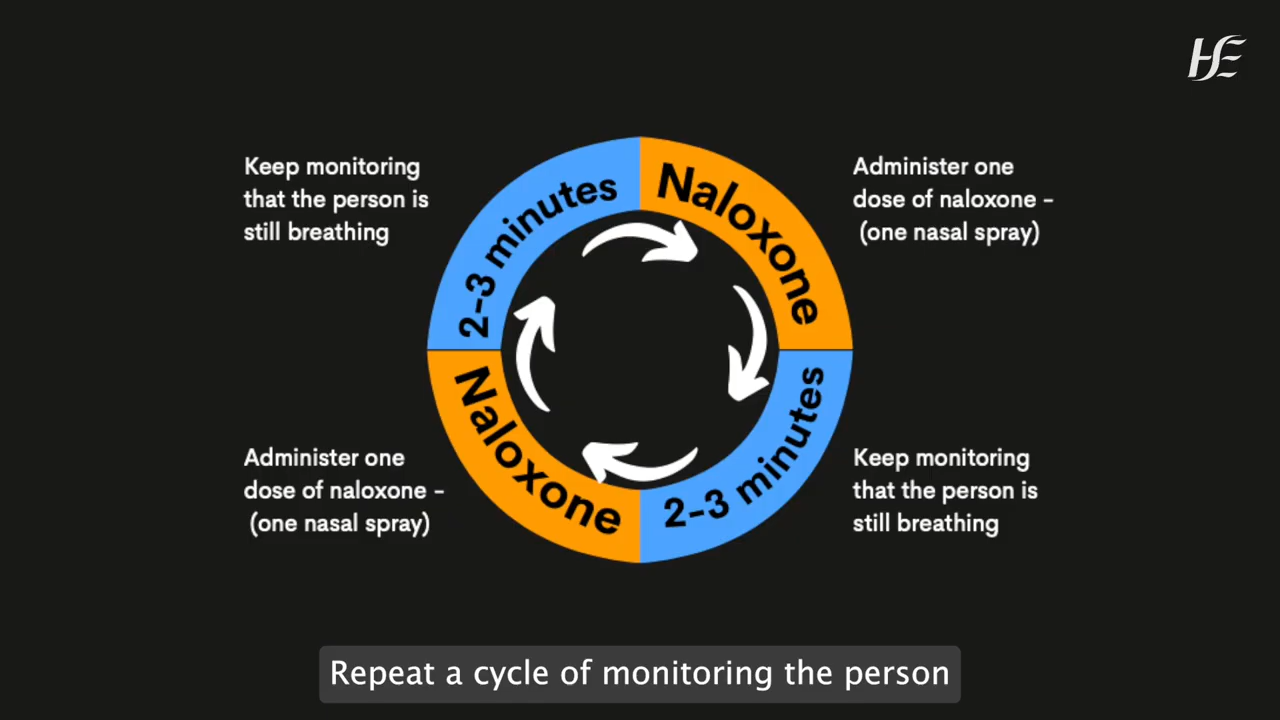 HSE
Keep monitoring
that the person is
still breathing
2-3 minutes
Naloxone
Administer one
dose of naloxone -
(one nasal spray)
Administer one
dose of naloxone -
(one nasal spray)
Naloxone
2-3 minutes
Keep monitoring
that the person is
still breathing
Repeat a cycle of monitoring the person